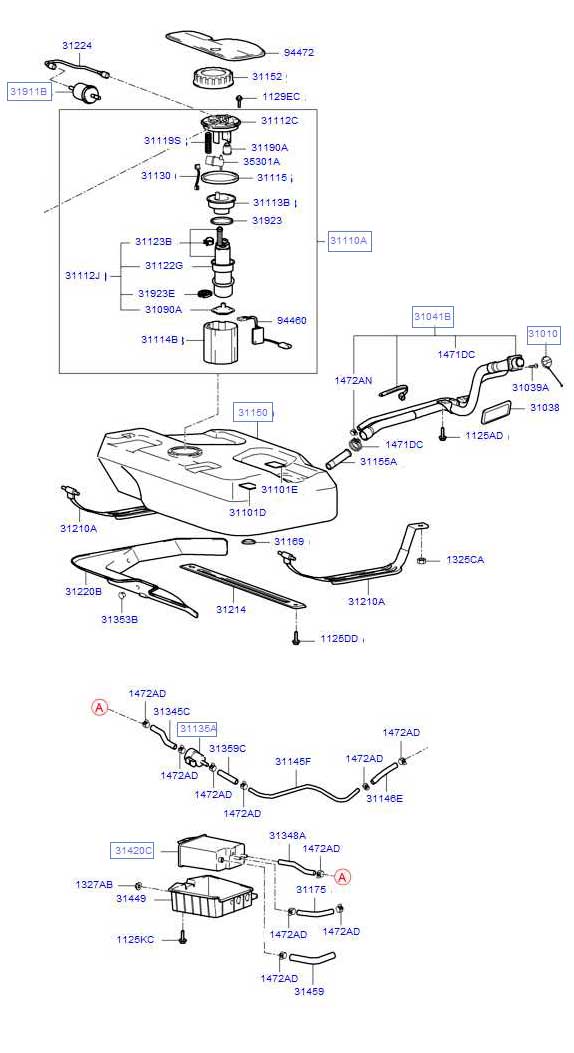 31224
94472
31152
31911B
1129EC
31112C
31119S
31190A
35301A
31130
31115
31113B
31923
31123B
31110A
31122G
31112J
31923E
31090A
94460
31114B
31041B
31010
1471DC
1472AN
31039A
31038
31150
1471DC
1125AD
31155A
31101E
31101D
31210A
31169
1325CA
31220B
31210A
31214
31353B
1125DD
1472AD
A
31345C
31135A
1472AD
31359C
1472AD
31145F
1472AD
1472AD
31146E
1472AD
31348A
31420C
1472AD
A
1327AB
31175
31449
1472AD
1472AD
1125KC
1472AD
31459